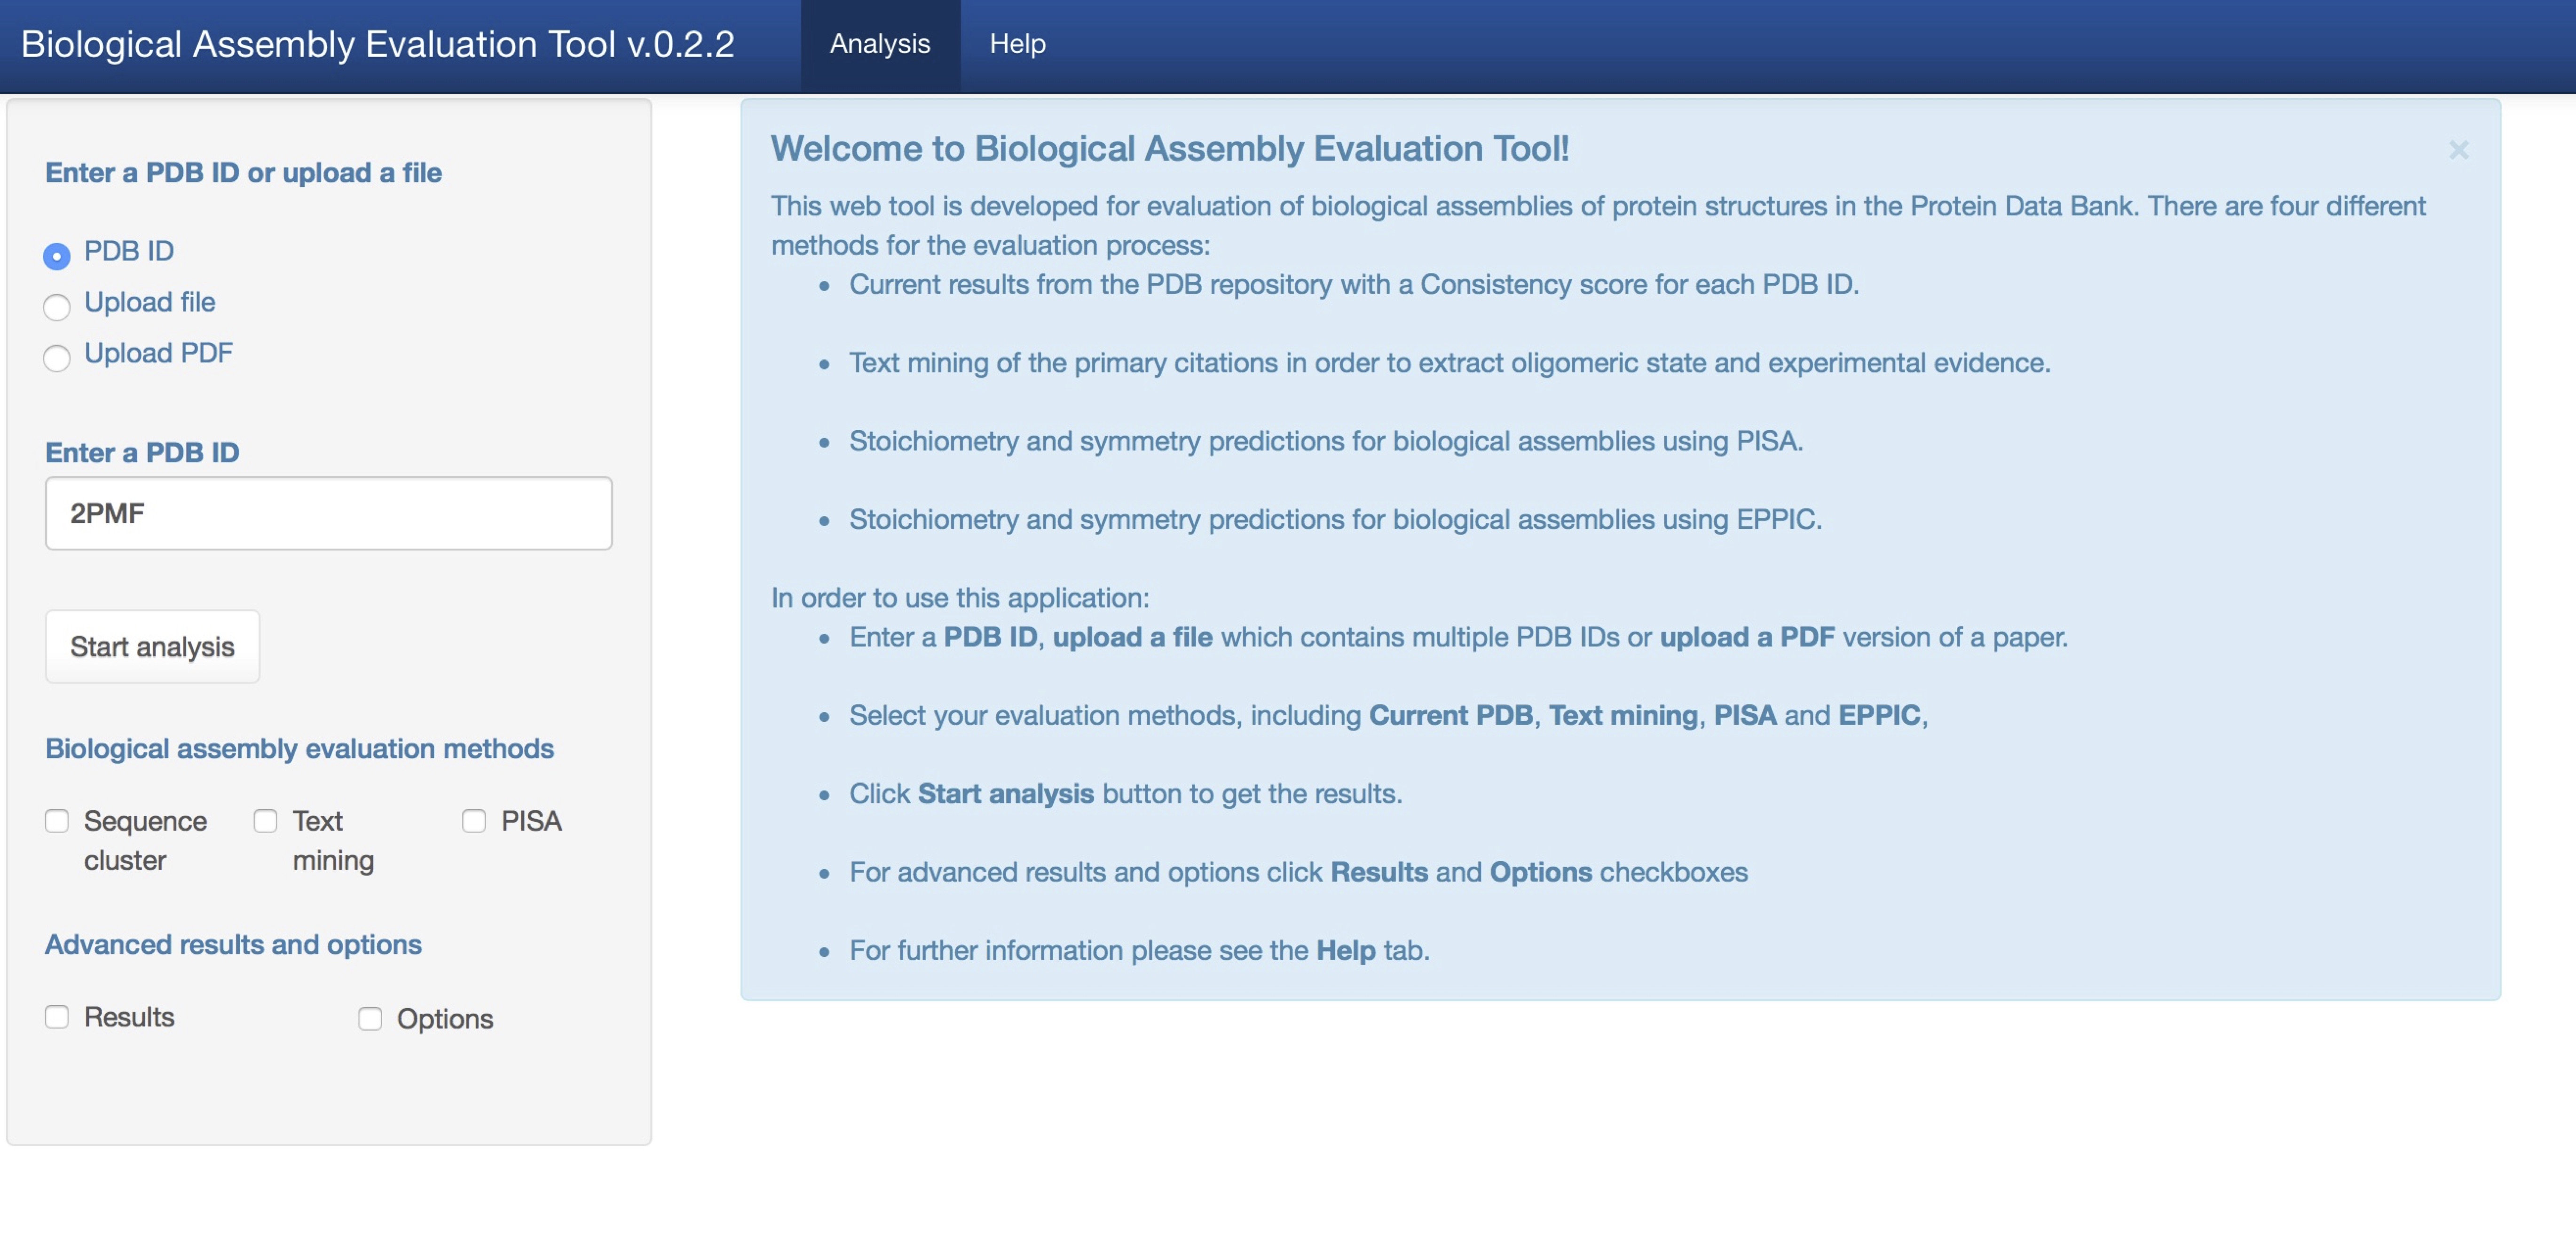 Biological Assembly Evaluation Tool v.0.2.2
Analysis
Help
Enter a PDB ID or upload a file
PDB ID
Upload file
Upload PDF
Enter a PDB ID
2PMF
Start analysis
Biological assembly evaluation methods
Sequence
cluster
Text
mining
PISA
Advanced results and options
Results
Options
Welcome to Biological Assembly Evaluation Tool!
×
This web tool is developed for evaluation of biological assemblies of protein structures in the Protein Data Bank. There are four different
methods for the evaluation process:
• Current results from the PDB repository with a Consistency score for each PDB ID.
• Text mining of the primary citations in order to extract oligomeric state and experimental evidence.
• Stoichiometry and symmetry predictions for biological assemblies using PISA.
• Stoichiometry and symmetry predictions for biological assemblies using EPPIC.
In order to use this application:
• Enter a PDB ID, upload a file which contains multiple PDB IDs or upload a PDF version of a paper.
• Select your evaluation methods, including Current PDB, Text mining, PISA and EPPIC,
• Click Start analysis button to get the results.
• For advanced results and options click Results and Options checkboxes
• For further information please see the Help tab.